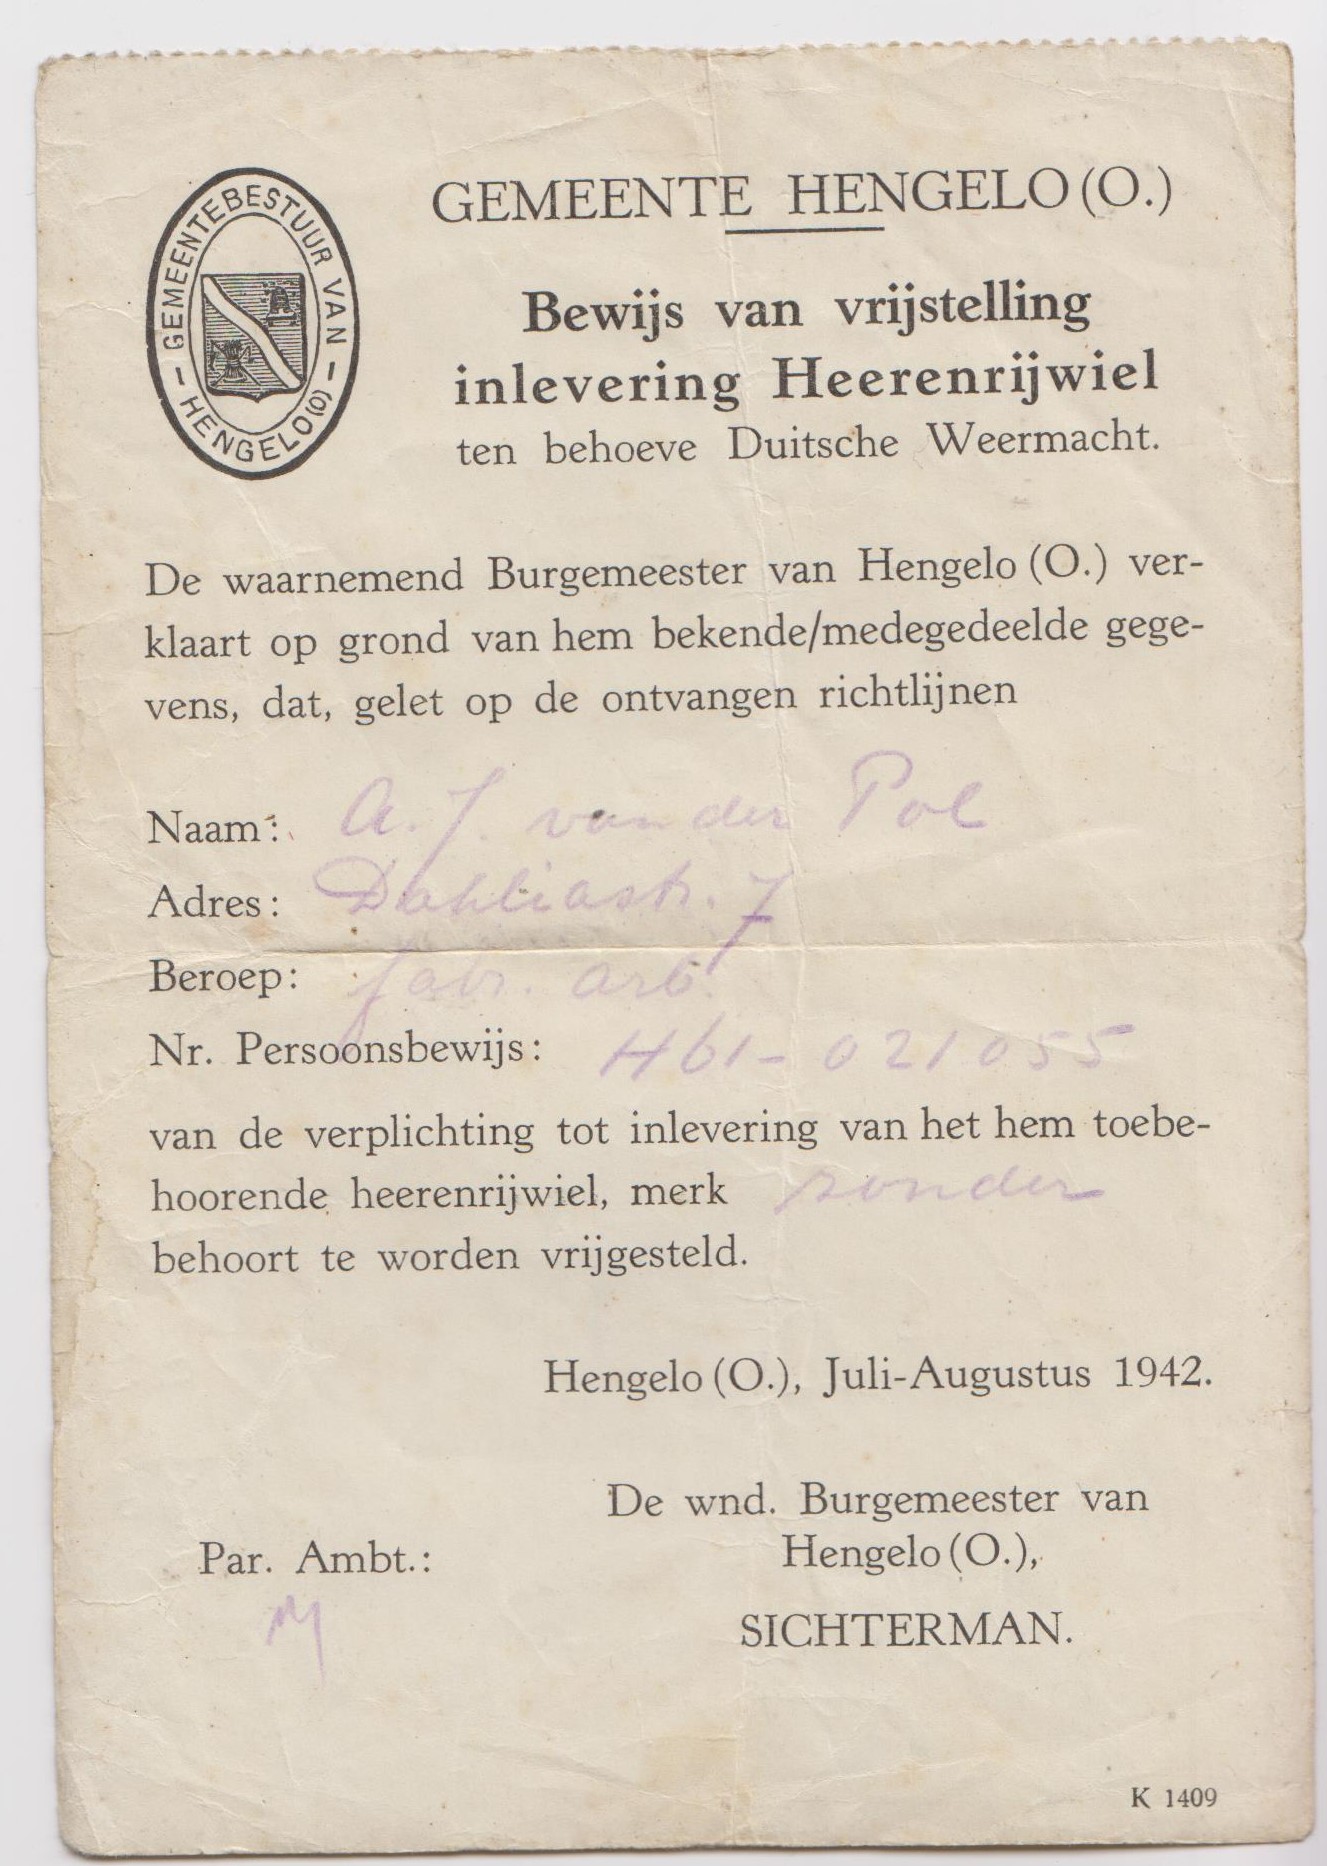 GEMEENTEBESTUUR VAN
HENGELO (O)
GEMEENTE HENGELO (O.)
Bewijs van vrijstelling
inlevering Heerenrijwiel
ten behoeve Duitsche Weermacht.
De waarnemend Burgemeester van Hengelo (O.) ver-
klaart op grond van hem bekende/medegedeelde gege-
vens, dat, gelet op de ontvangen richtlijnen
Naam: A. J. van der Pol
Adres: Dahliastr. 7
Beroep: fabr. arb.
Nr. Persoonsbewijs: H61-021055
van de verplichting tot inlevering van het hem toebe-
hoorende heerenrijwiel, merk zonder
behoort te worden vrijgesteld.
Hengelo (O.), Juli-Augustus 1942.
De wnd. Burgemeester van
Hengelo (O.),
Par. Ambt.:
SICHTERMAN.
K 1409